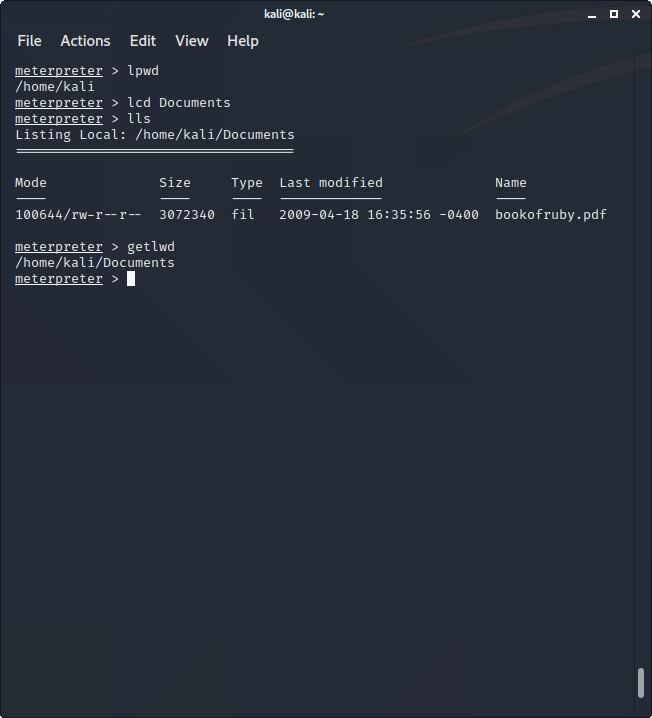 kali@kali: ~
File Actions Edit View Help
meterpreter > lpwd
/home/kali
meterpreter > lcd Documents
meterpreter > lls
Listing Local: /home/kali/Documents
===================================
Mode Size Type Last modified Name
---- ---- ---- ------------- ----
100644/rw-r--r-- 3072340 fil 2009-04-18 16:35:56 -0400 bookofruby.pdf
meterpreter > getlwd
/home/kali/Documents
meterpreter >